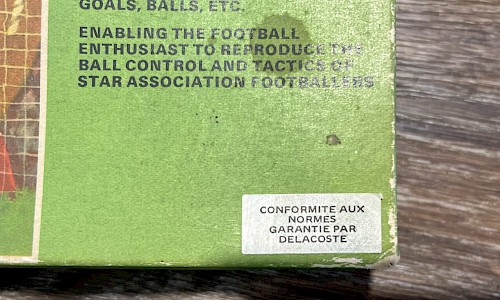 GOALS, BALLS, ETC.
ENABLING THE FOOTBALL
ENTHUSIAST TO REPRODUCE THE
BALL CONTROL AND TACTICS OF
STAR ASSOCIATION FOOTBALLERS
CONFORMITE AUX
NORMES
GARANTIE PAR
DELACOSTE